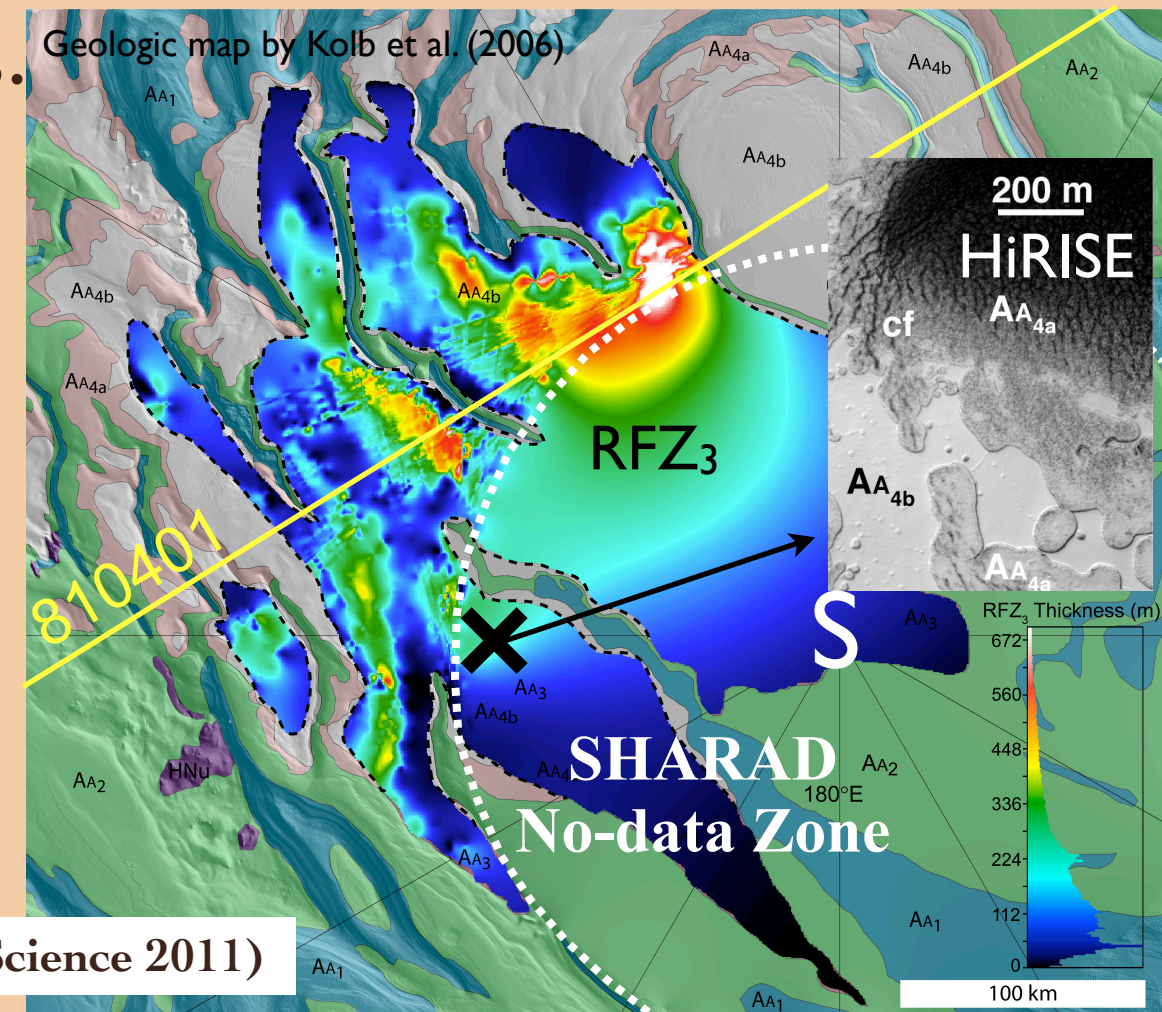 Geologic map by Kolb et al. (2006)
AA1
AA4a
AA4b
AA2
AA4b
200 m
HiRISE
AA4a
cf
AA4b
AA4a
AA4b
AA4b
AA4a
RFZ3
810401
S
AA3
RFZ3 Thickness (m)
672
560
448
336
224
112
0
AA3
AA4b
AA4
SHARAD
No-data Zone
AA2
180°E
HNu
AA2
AA3
AA1
Science 2011)
AA1
AA1
100 km